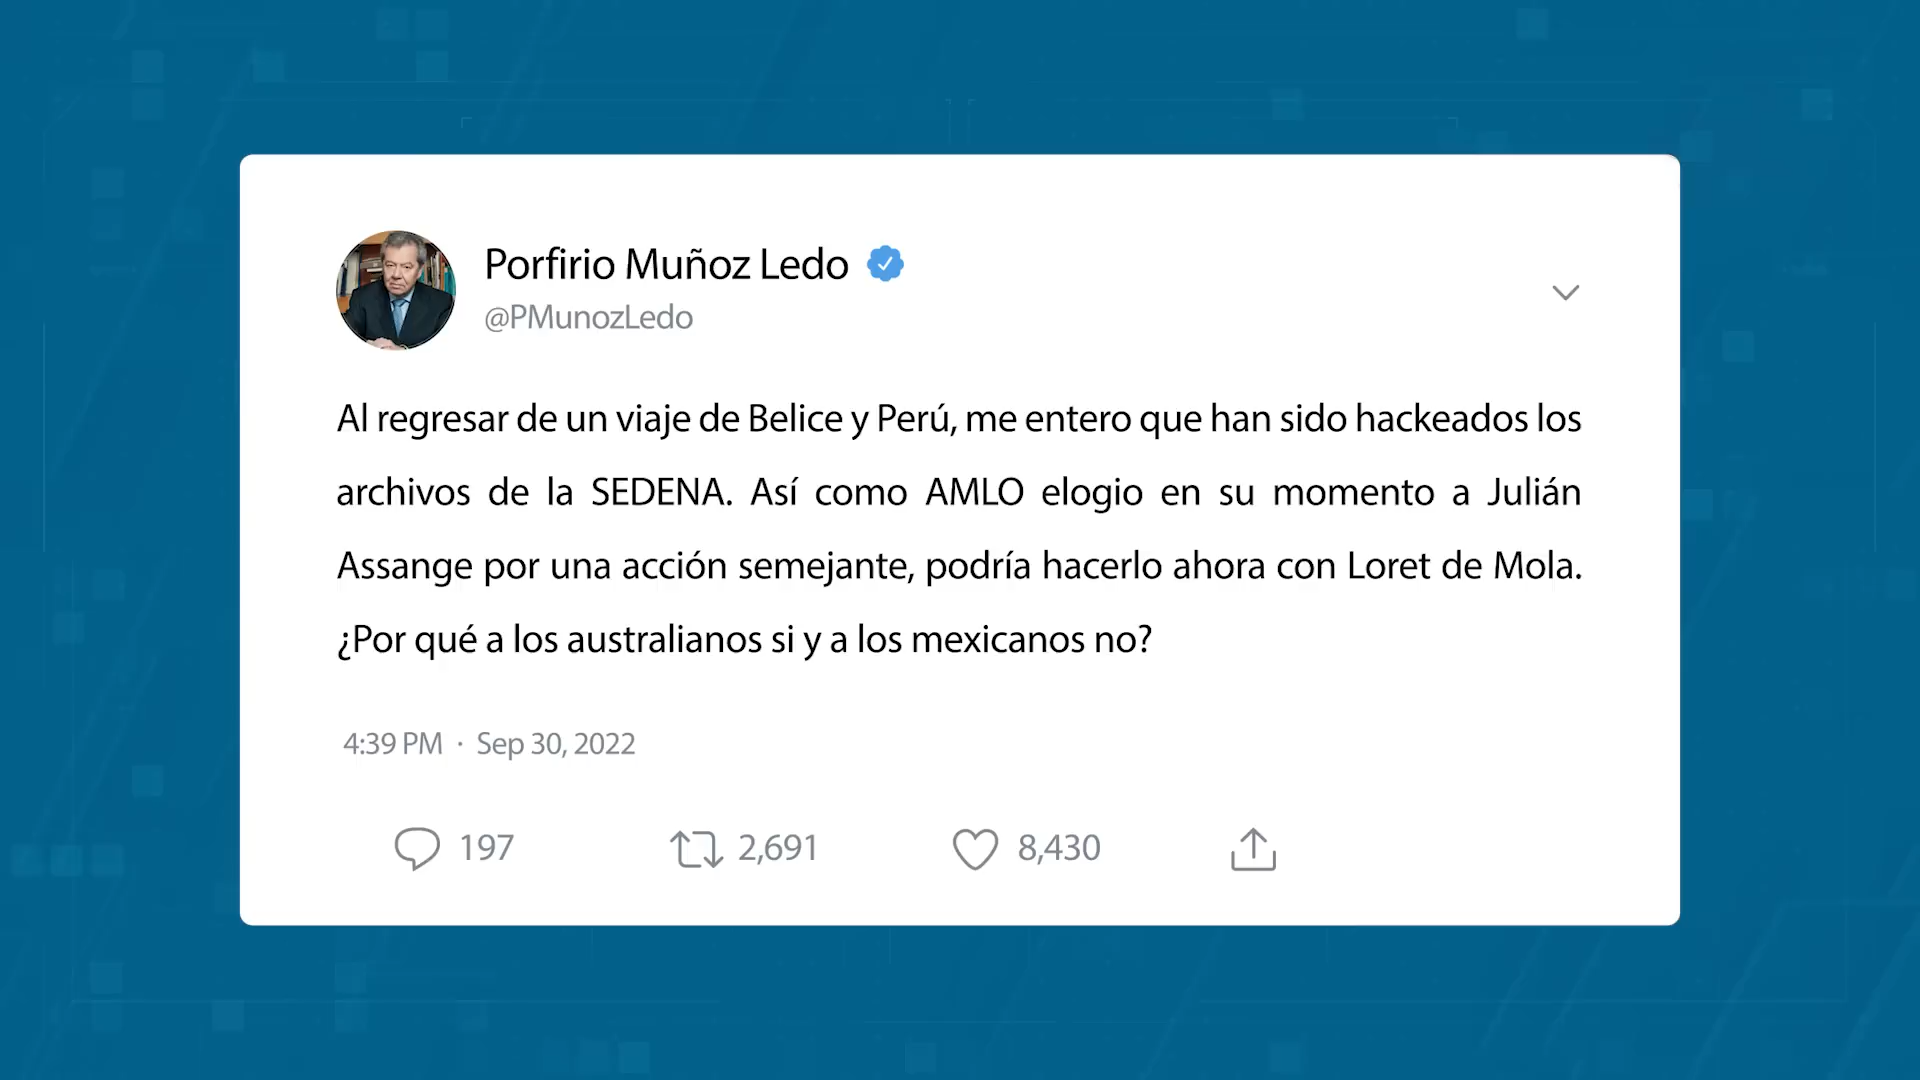 Porfirio Muñoz Ledo
@PMunozLedo
Al regresar de un viaje de Belice y Perú, me entero que han sido hackeados los
archivos de la SEDENA. Así como AMLO elogio en su momento a Julián
Assange por una acción semejante, podría hacerlo ahora con Loret de Mola.
¿Por qué a los australianos si y a los mexicanos no?
4:39 PM · Sep 30, 2022
197 2,691 8,430